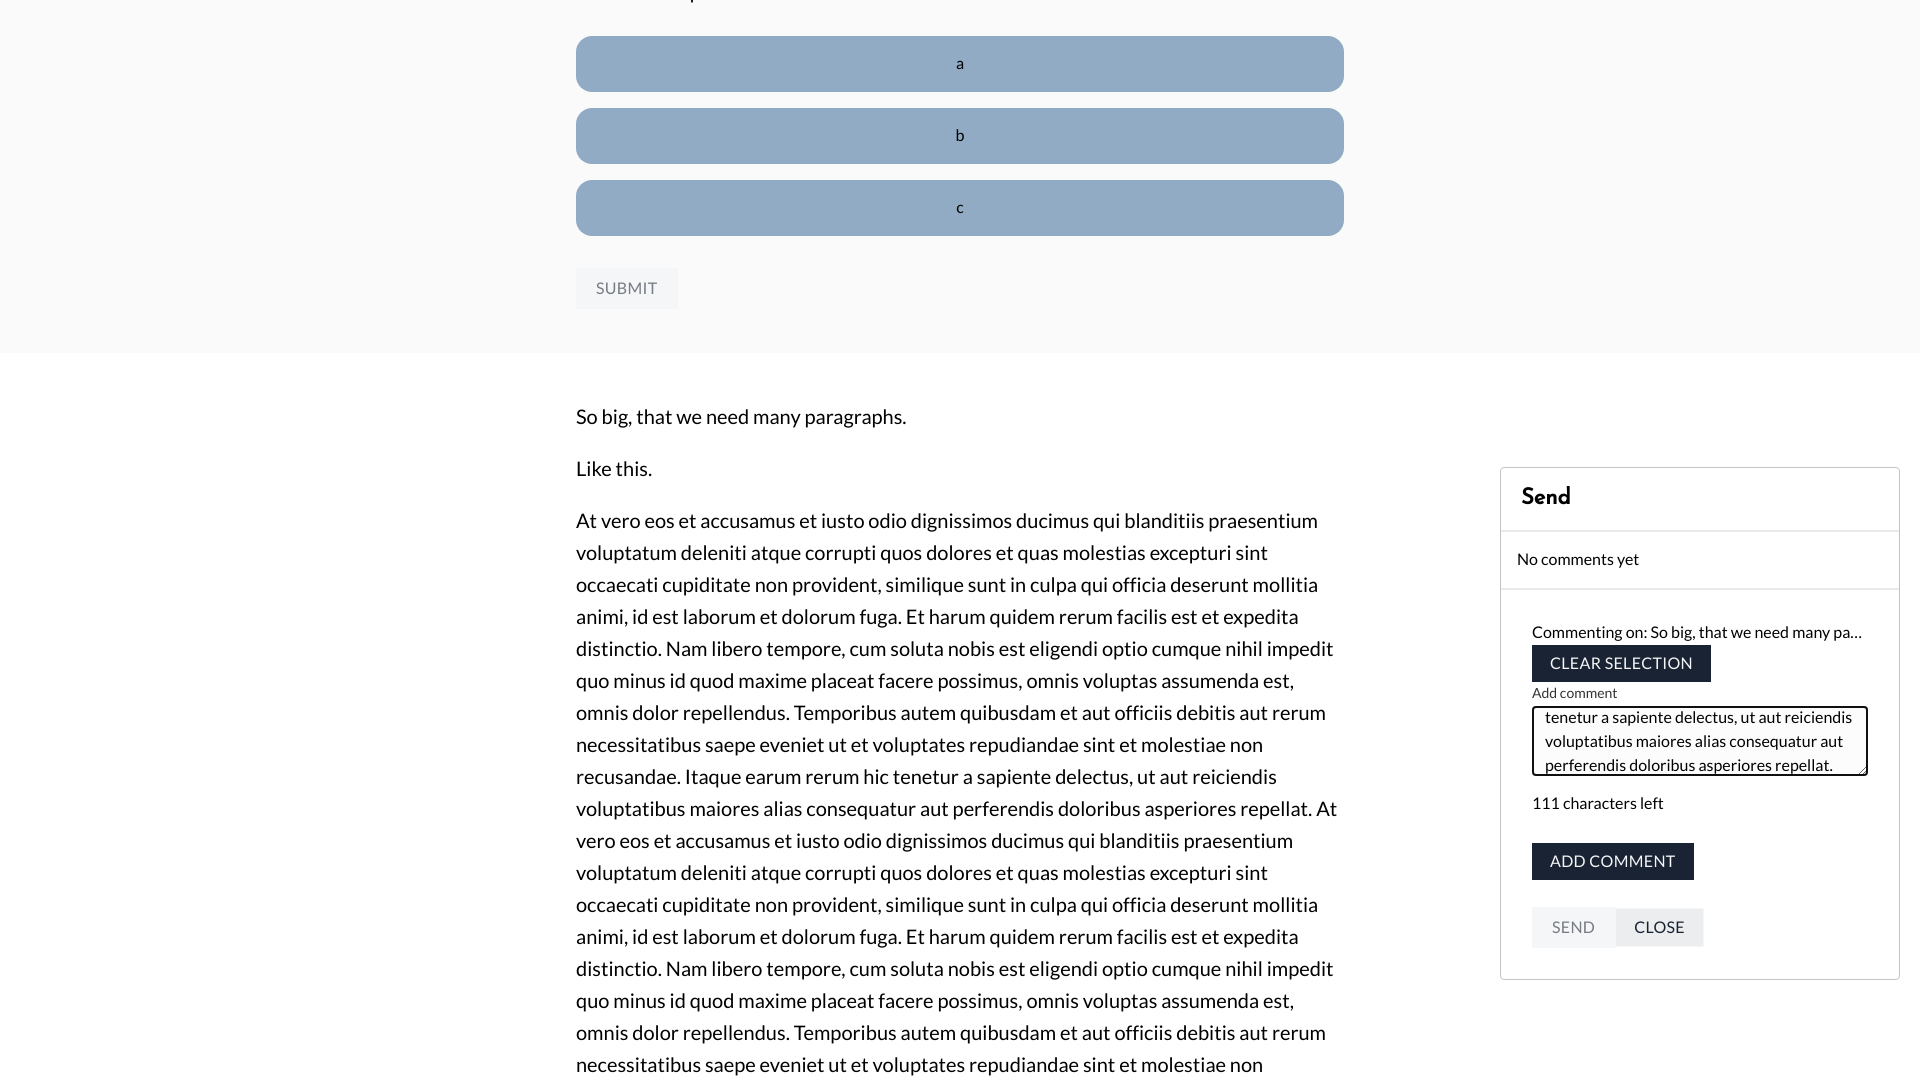 a
b
c
SUBMIT
So big, that we need many paragraphs.
Like this.
At vero eos et accusamus et iusto odio dignissimos ducimus qui blanditiis praesentium
voluptatum deleniti atque corrupti quos dolores et quas molestias excepturi sint
occaecati cupiditate non provident, similique sunt in culpa qui officia deserunt mollitia
animi, id est laborum et dolorum fuga. Et harum quidem rerum facilis est et expedita
distinctio. Nam libero tempore, cum soluta nobis est eligendi optio cumque nihil impedit
quo minus id quod maxime placeat facere possimus, omnis voluptas assumenda est,
omnis dolor repellendus. Temporibus autem quibusdam et aut officiis debitis aut rerum
necessitatibus saepe eveniet ut et voluptates repudiandae sint et molestiae non
recusandae. Itaque earum rerum hic tenetur a sapiente delectus, ut aut reiciendis
voluptatibus maiores alias consequatur aut perferendis doloribus asperiores repellat. At
vero eos et accusamus et iusto odio dignissimos ducimus qui blanditiis praesentium
voluptatum deleniti atque corrupti quos dolores et quas molestias excepturi sint
occaecati cupiditate non provident, similique sunt in culpa qui officia deserunt mollitia
animi, id est laborum et dolorum fuga. Et harum quidem rerum facilis est et expedita
distinctio. Nam libero tempore, cum soluta nobis est eligendi optio cumque nihil impedit
quo minus id quod maxime placeat facere possimus, omnis voluptas assumenda est,
omnis dolor repellendus. Temporibus autem quibusdam et aut officiis debitis aut rerum
necessitatibus saepe eveniet ut et voluptates repudiandae sint et molestiae non
Send
No comments yet
Commenting on: So big, that we need many pa...
CLEAR SELECTION
Add comment
tenetur a sapiente delectus, ut aut reiciendis
voluptatibus maiores alias consequatur aut
perferendis doloribus asperiores repellat.
111 characters left
ADD COMMENT
SEND CLOSE